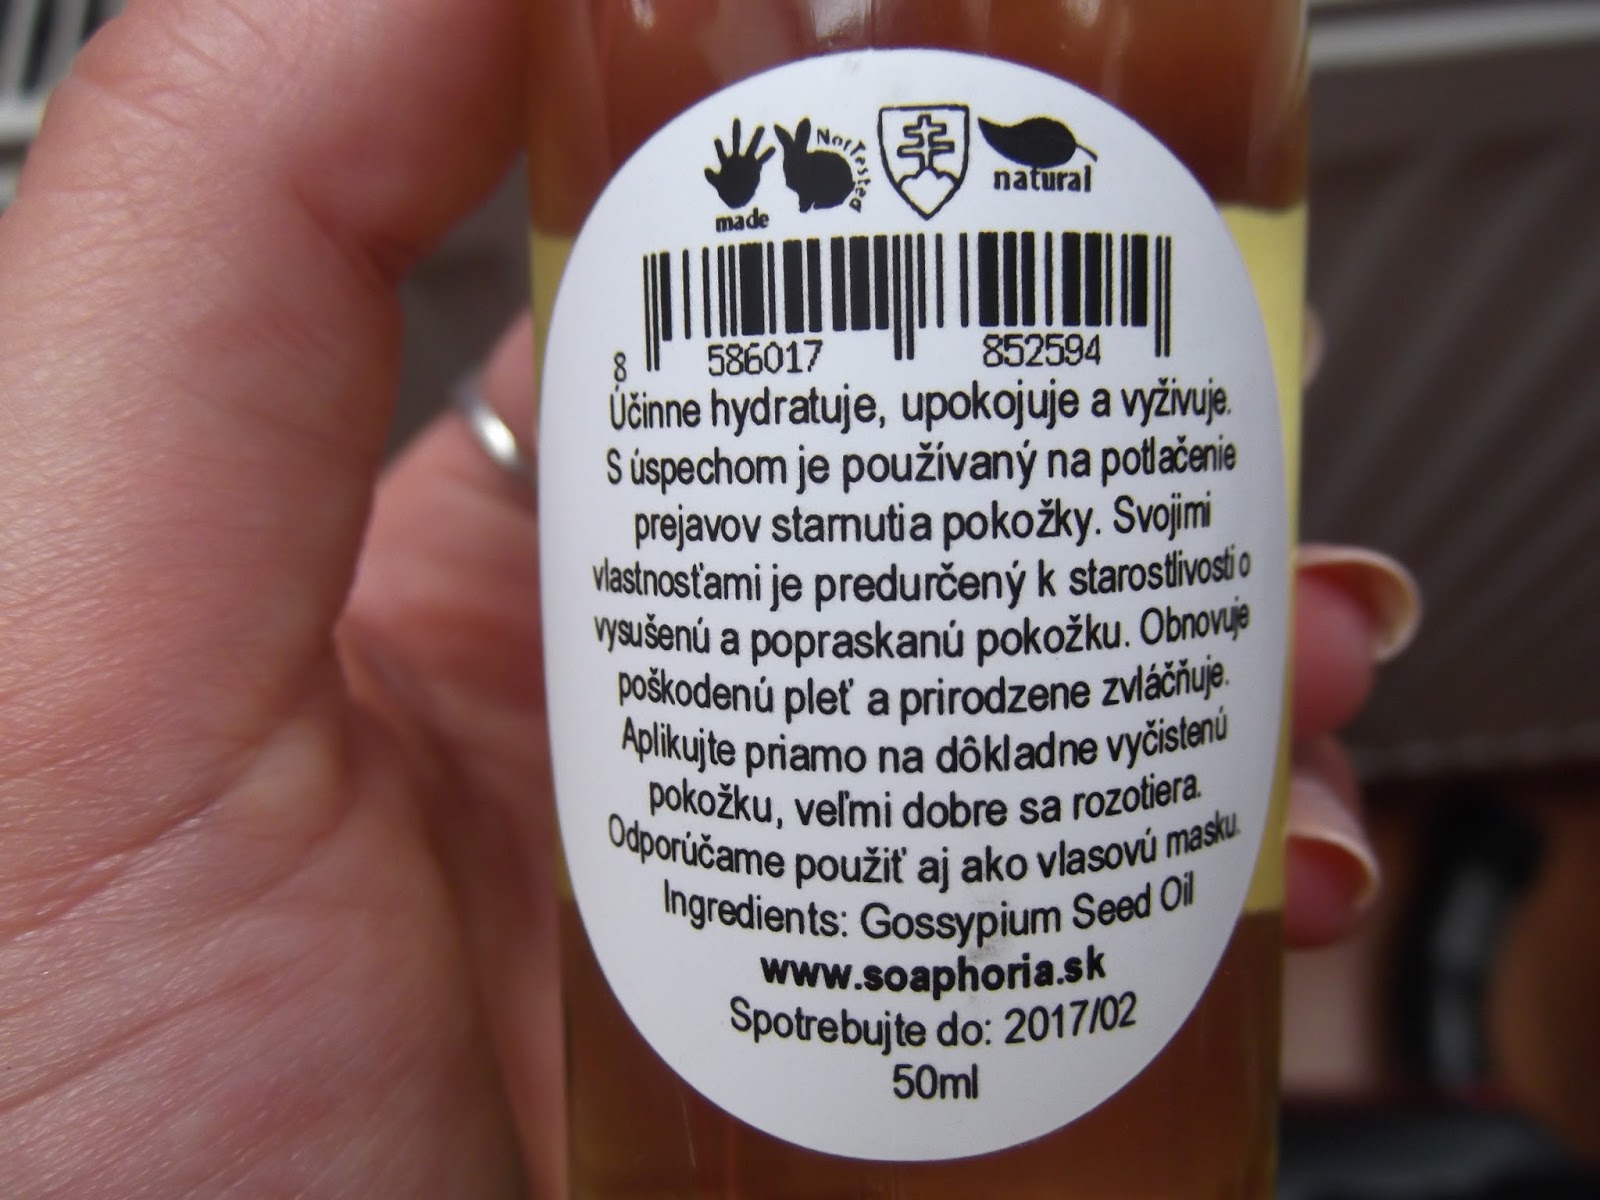 Not Tested
natural
made
8 586017 852594
Účinne hydratuje, upokojuje a vyživuje.
S úspechom je používaný na potlačenie
prejavov starnutia pokožky. Svojimi
vlastnosťami je predurčený k starostlivosti o
vysušenú a popraskanú pokožku. Obnovuje
poškodenú pleť a prirodzene zvláčňuje.
Aplikujte priamo na dôkladne vyčistenú
pokožku, veľmi dobre sa rozotiera.
Odporúčame použiť aj ako vlasovú masku.
Ingredients: Gossypium Seed Oil
www.soaphoria.sk
Spotrebujte do: 2017/02
50ml